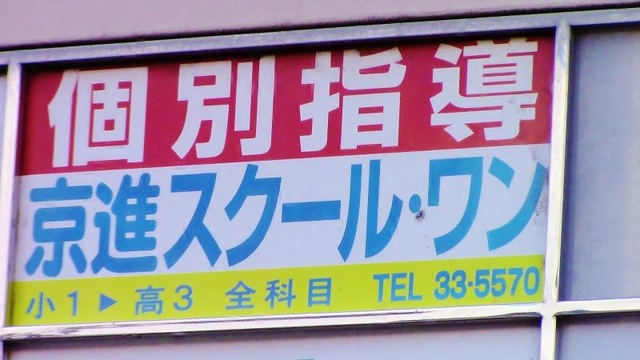 個別指導
京進スクール・ワン
小1▶高3 全科目 TEL 33-5570